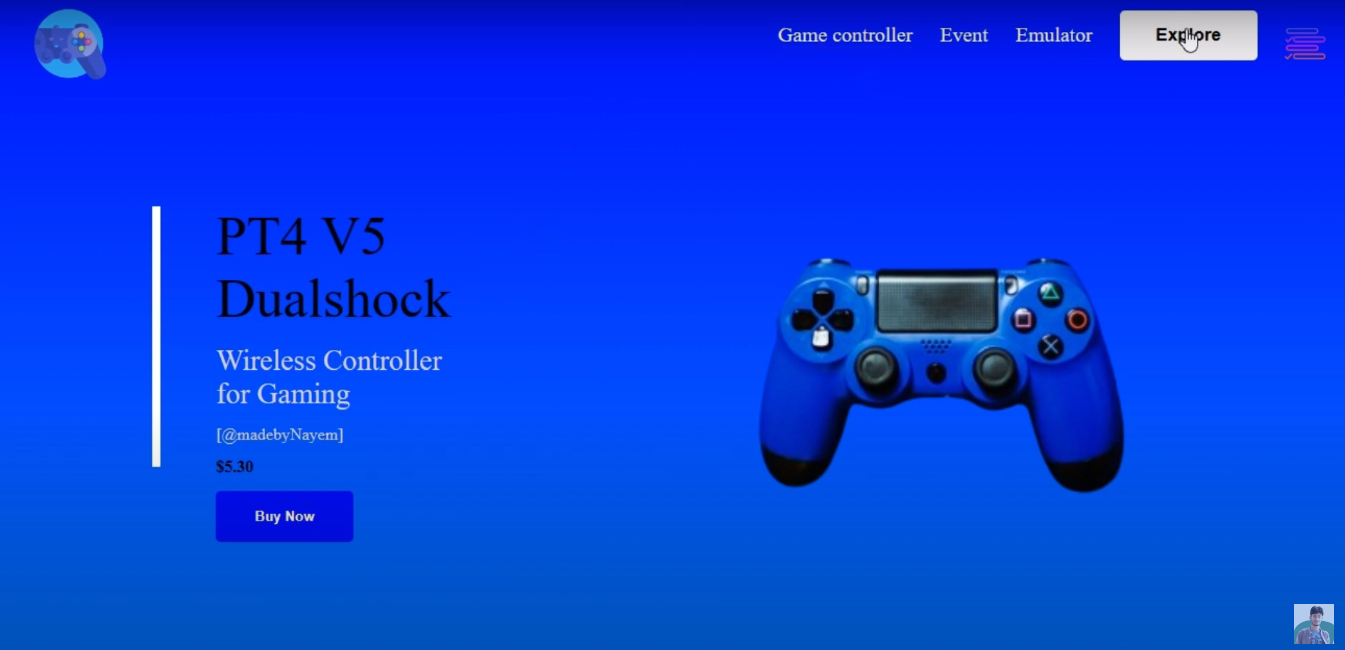 Game controller
Event
Emulator
Explore
PT4 V5
Dualshock
Wireless Controller
for Gaming
[@madebyNayem]
$5.30
Buy Now